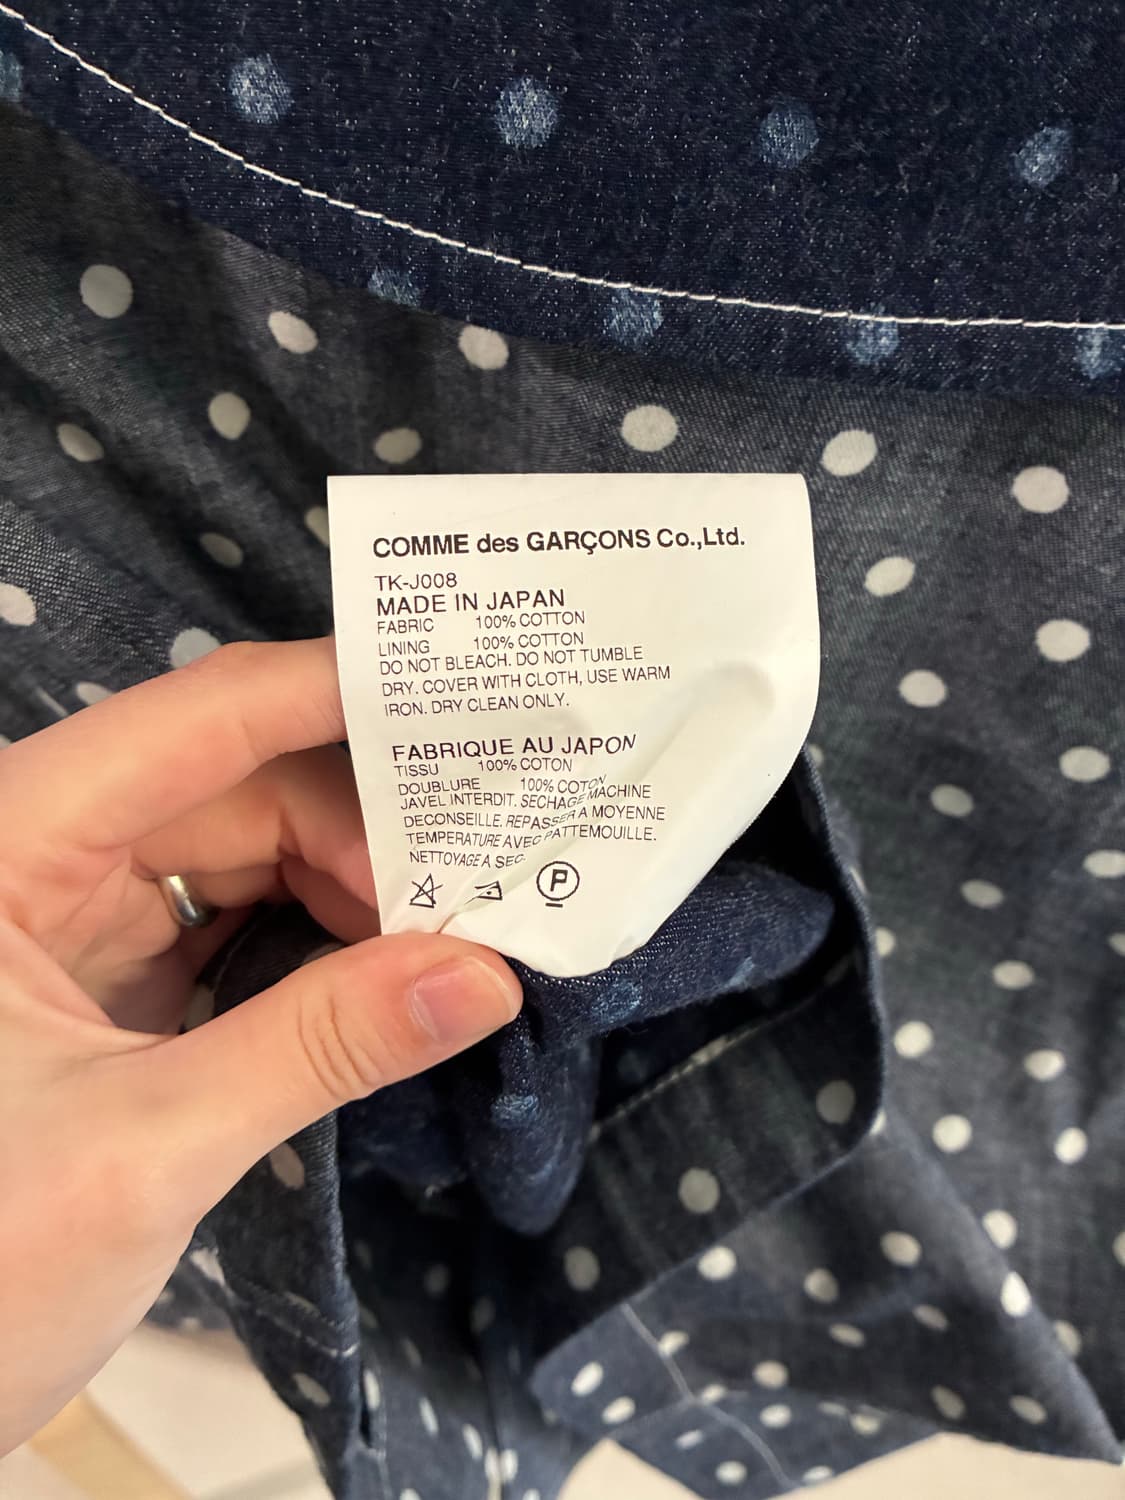 COMME des GARÇONS Co.,Ltd.
TK-J008
MADE IN JAPAN
FABRIC 100% COTTON
LINING 100% COTTON
DO NOT BLEACH. DO NOT TUMBLE
DRY. COVER WITH CLOTH, USE WARM
IRON. DRY CLEAN ONLY.
FABRIQUE AU JAPON
TISSU 100% COTON
DOUBLURE 100% COTON
JAVEL INTERDIT. SECHAGE MACHINE
DECONSEILLE. REPASSER A MOYENNE
TEMPERATURE AVEC PATTEMOUILLE.
NETTOYAGE A SEC.
P